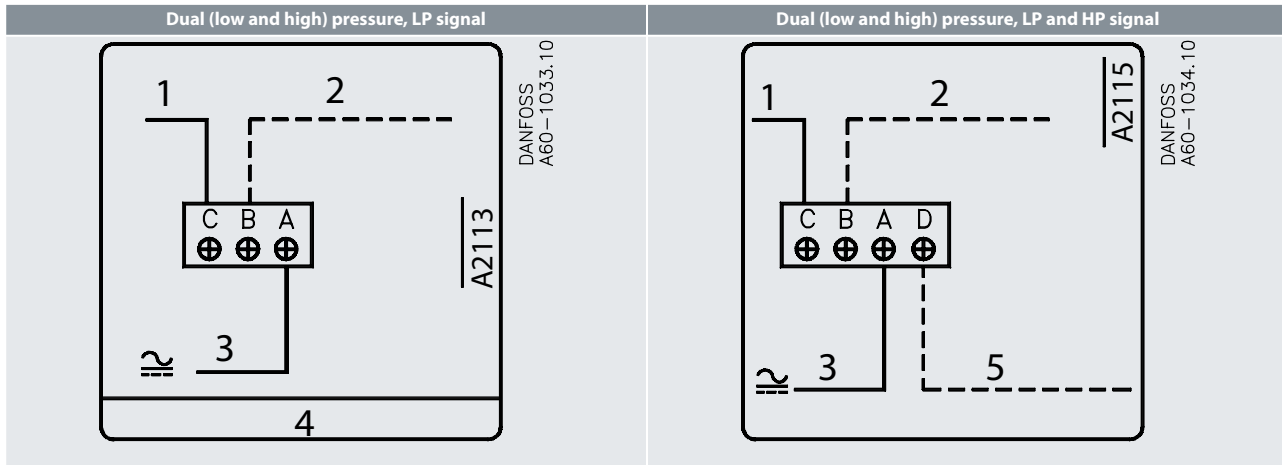 Dual (low and high) pressure, LP signal
1
2
C B A
3
4
A2113
DANFOSS
A60-1033.10
Dual (low and high) pressure, LP and HP signal
1
2
C B A D
3
5
A2115
DANFOSS
A60-1034.10